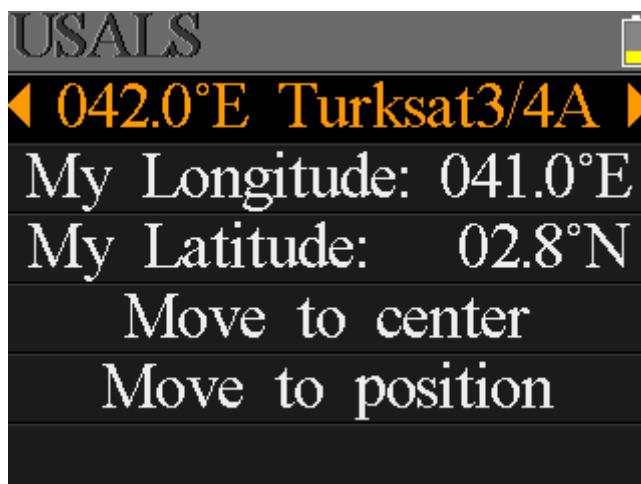 USALS
042.0°E Turksat3/4A
My Longitude: 041.0°E
My Latitude: 02.8°N
Move to center
Move to position